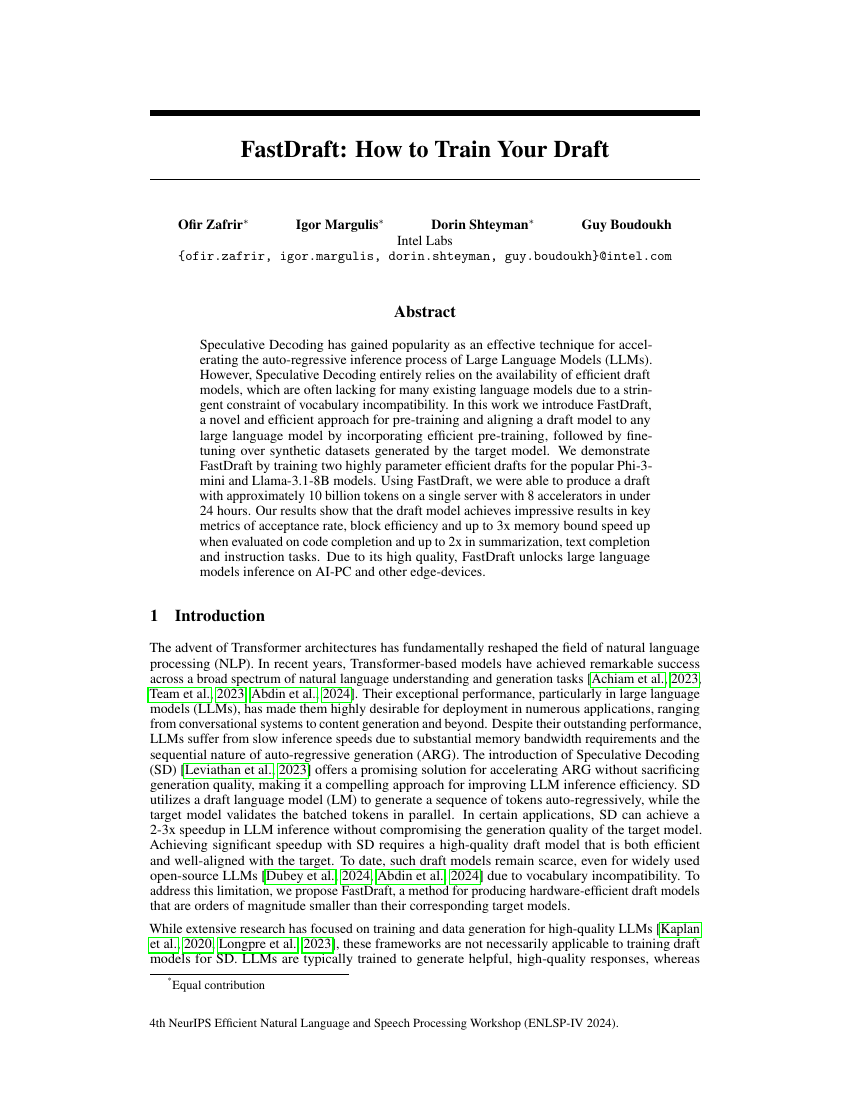 FastDraft: How to Train Your Draft
Ofir Zafrir* Igor Margulis* Dorin Shteyman* Guy Boudoukh
Intel Labs
{ofir.zafrir, igor.margulis, dorin.shteyman, guy.boudoukh}@intel.com
Abstract
Speculative Decoding has gained popularity as an effective technique for accel-
erating the auto-regressive inference process of Large Language Models (LLMs).
However, Speculative Decoding entirely relies on the availability of efficient draft
models, which are often lacking for many existing language models due to a strin-
gent constraint of vocabulary incompatibility. In this work we introduce FastDraft,
a novel and efficient approach for pre-training and aligning a draft model to any
large language model by incorporating efficient pre-training, followed by fine-
tuning over synthetic datasets generated by the target model. We demonstrate
FastDraft by training two highly parameter efficient drafts for the popular Phi-3-
mini and Llama-3.1-8B models. Using FastDraft, we were able to produce a draft
with approximately 10 billion tokens on a single server with 8 accelerators in under
24 hours. Our results show that the draft model achieves impressive results in key
metrics of acceptance rate, block efficiency and up to 3x memory bound speed up
when evaluated on code completion and up to 2x in summarization, text completion
and instruction tasks. Due to its high quality, FastDraft unlocks large language
models inference on AI-PC and other edge-devices.
1 Introduction
The advent of Transformer architectures has fundamentally reshaped the field of natural language
processing (NLP). In recent years, Transformer-based models have achieved remarkable success
across a broad spectrum of natural language understanding and generation tasks [Achiam et al., 2023,
Team et al., 2023, Abdin et al., 2024]. Their exceptional performance, particularly in large language
models (LLMs), has made them highly desirable for deployment in numerous applications, ranging
from conversational systems to content generation and beyond. Despite their outstanding performance,
LLMs suffer from slow inference speeds due to substantial memory bandwidth requirements and the
sequential nature of auto-regressive generation (ARG). The introduction of Speculative Decoding
(SD) [Leviathan et al., 2023] offers a promising solution for accelerating ARG without sacrificing
generation quality, making it a compelling approach for improving LLM inference efficiency. SD
utilizes a draft language model (LM) to generate a sequence of tokens auto-regressively, while the
target model validates the batched tokens in parallel. In certain applications, SD can achieve a
2-3x speedup in LLM inference without compromising the generation quality of the target model.
Achieving significant speedup with SD requires a high-quality draft model that is both efficient
and well-aligned with the target. To date, such draft models remain scarce, even for widely used
open-source LLMs [Dubey et al., 2024, Abdin et al., 2024] due to vocabulary incompatibility. To
address this limitation, we propose FastDraft, a method for producing hardware-efficient draft models
that are orders of magnitude smaller than their corresponding target models.
While extensive research has focused on training and data generation for high-quality LLMs [Kaplan
et al., 2020, Longpre et al., 2023], these frameworks are not necessarily applicable to training draft
models for SD. LLMs are typically trained to generate helpful, high-quality responses, whereas
*Equal contribution
4th NeurIPS Efficient Natural Language and Speech Processing Workshop (ENLSP-IV 2024).